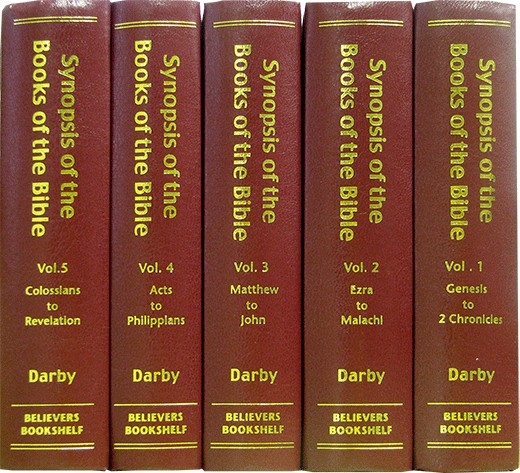 Synopsis of the
Books of the Bible
Vol.5
Colossians
to
Revelation
Darby
BELIEVERS
BOOKSHELF
Synopsis of the
Books of the Bible
Vol. 4
Acts
to
Philippians
Darby
BELIEVERS
BOOKSHELF
Synopsis of the
Books of the Bible
Vol. 3
Matthew
to
John
Darby
BELIEVERS
BOOKSHELF
Synopsis of the
Books of the Bible
Vol. 2
Ezra
to
Malachi
Darby
BELIEVERS
BOOKSHELF
Synopsis of the
Books of the Bible
Vol . 1
Genesis
to
2 Chronicles
Darby
BELIEVERS
BOOKSHELF